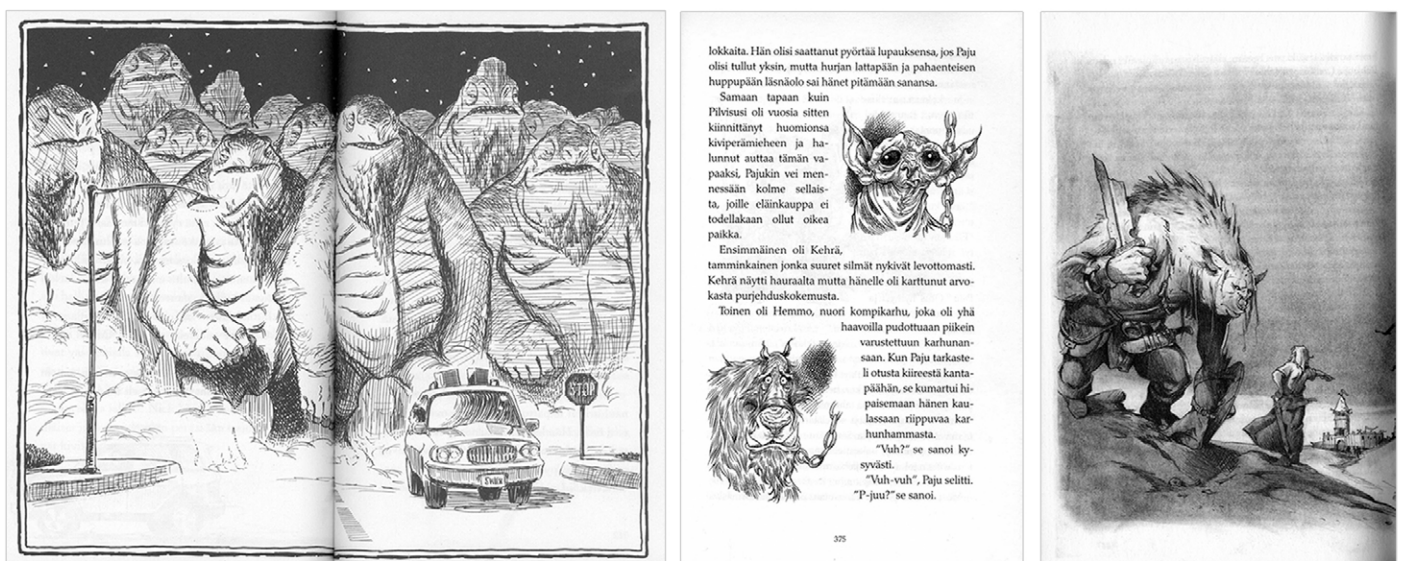 STOP
lokkaita. Hän olisi saattanut pyörtää lupauksensa, jos Paju
olisi tullut yksin, mutta hurjan lattapään ja pahaenteisen
huppupään läsnäolo sai hänet pitämään sanansa.
Samaan tapaan kuin
Pilvisusi oli vuosia sitten
kiinnittänyt huomionsa
kiviperämieheen ja ha-
lunnut auttaa tämän va-
paaksi, Pajukin vei men-
nessään kolme sellais-
ta, joille eläinkauppa ei
todellakaan ollut oikea
paikka.
Ensimmäinen oli Kehrä,
tamminkainen jonka suuret silmät nykivät levottomasti.
Kehrä näytti hauraalta mutta hänelle oli karttunut arvo-
kasta purjehduskokemusta.
Toinen oli Hemmo, nuori kompikarhu, joka oli yhä
haavoilla pudottuaan piikein
varustettuun karhunan-
saan. Kun Paju tarkaste-
li otusta kiireestä kanta-
päähän, se kumartui hi-
paisemaan hänen kau-
lassaan riippuvaa kar-
hunhammasta.
"Vuh?" se sanoi ky-
syvästi.
"Vuh-vuh", Paju selitti.
"P-juu?" se sanoi.
375